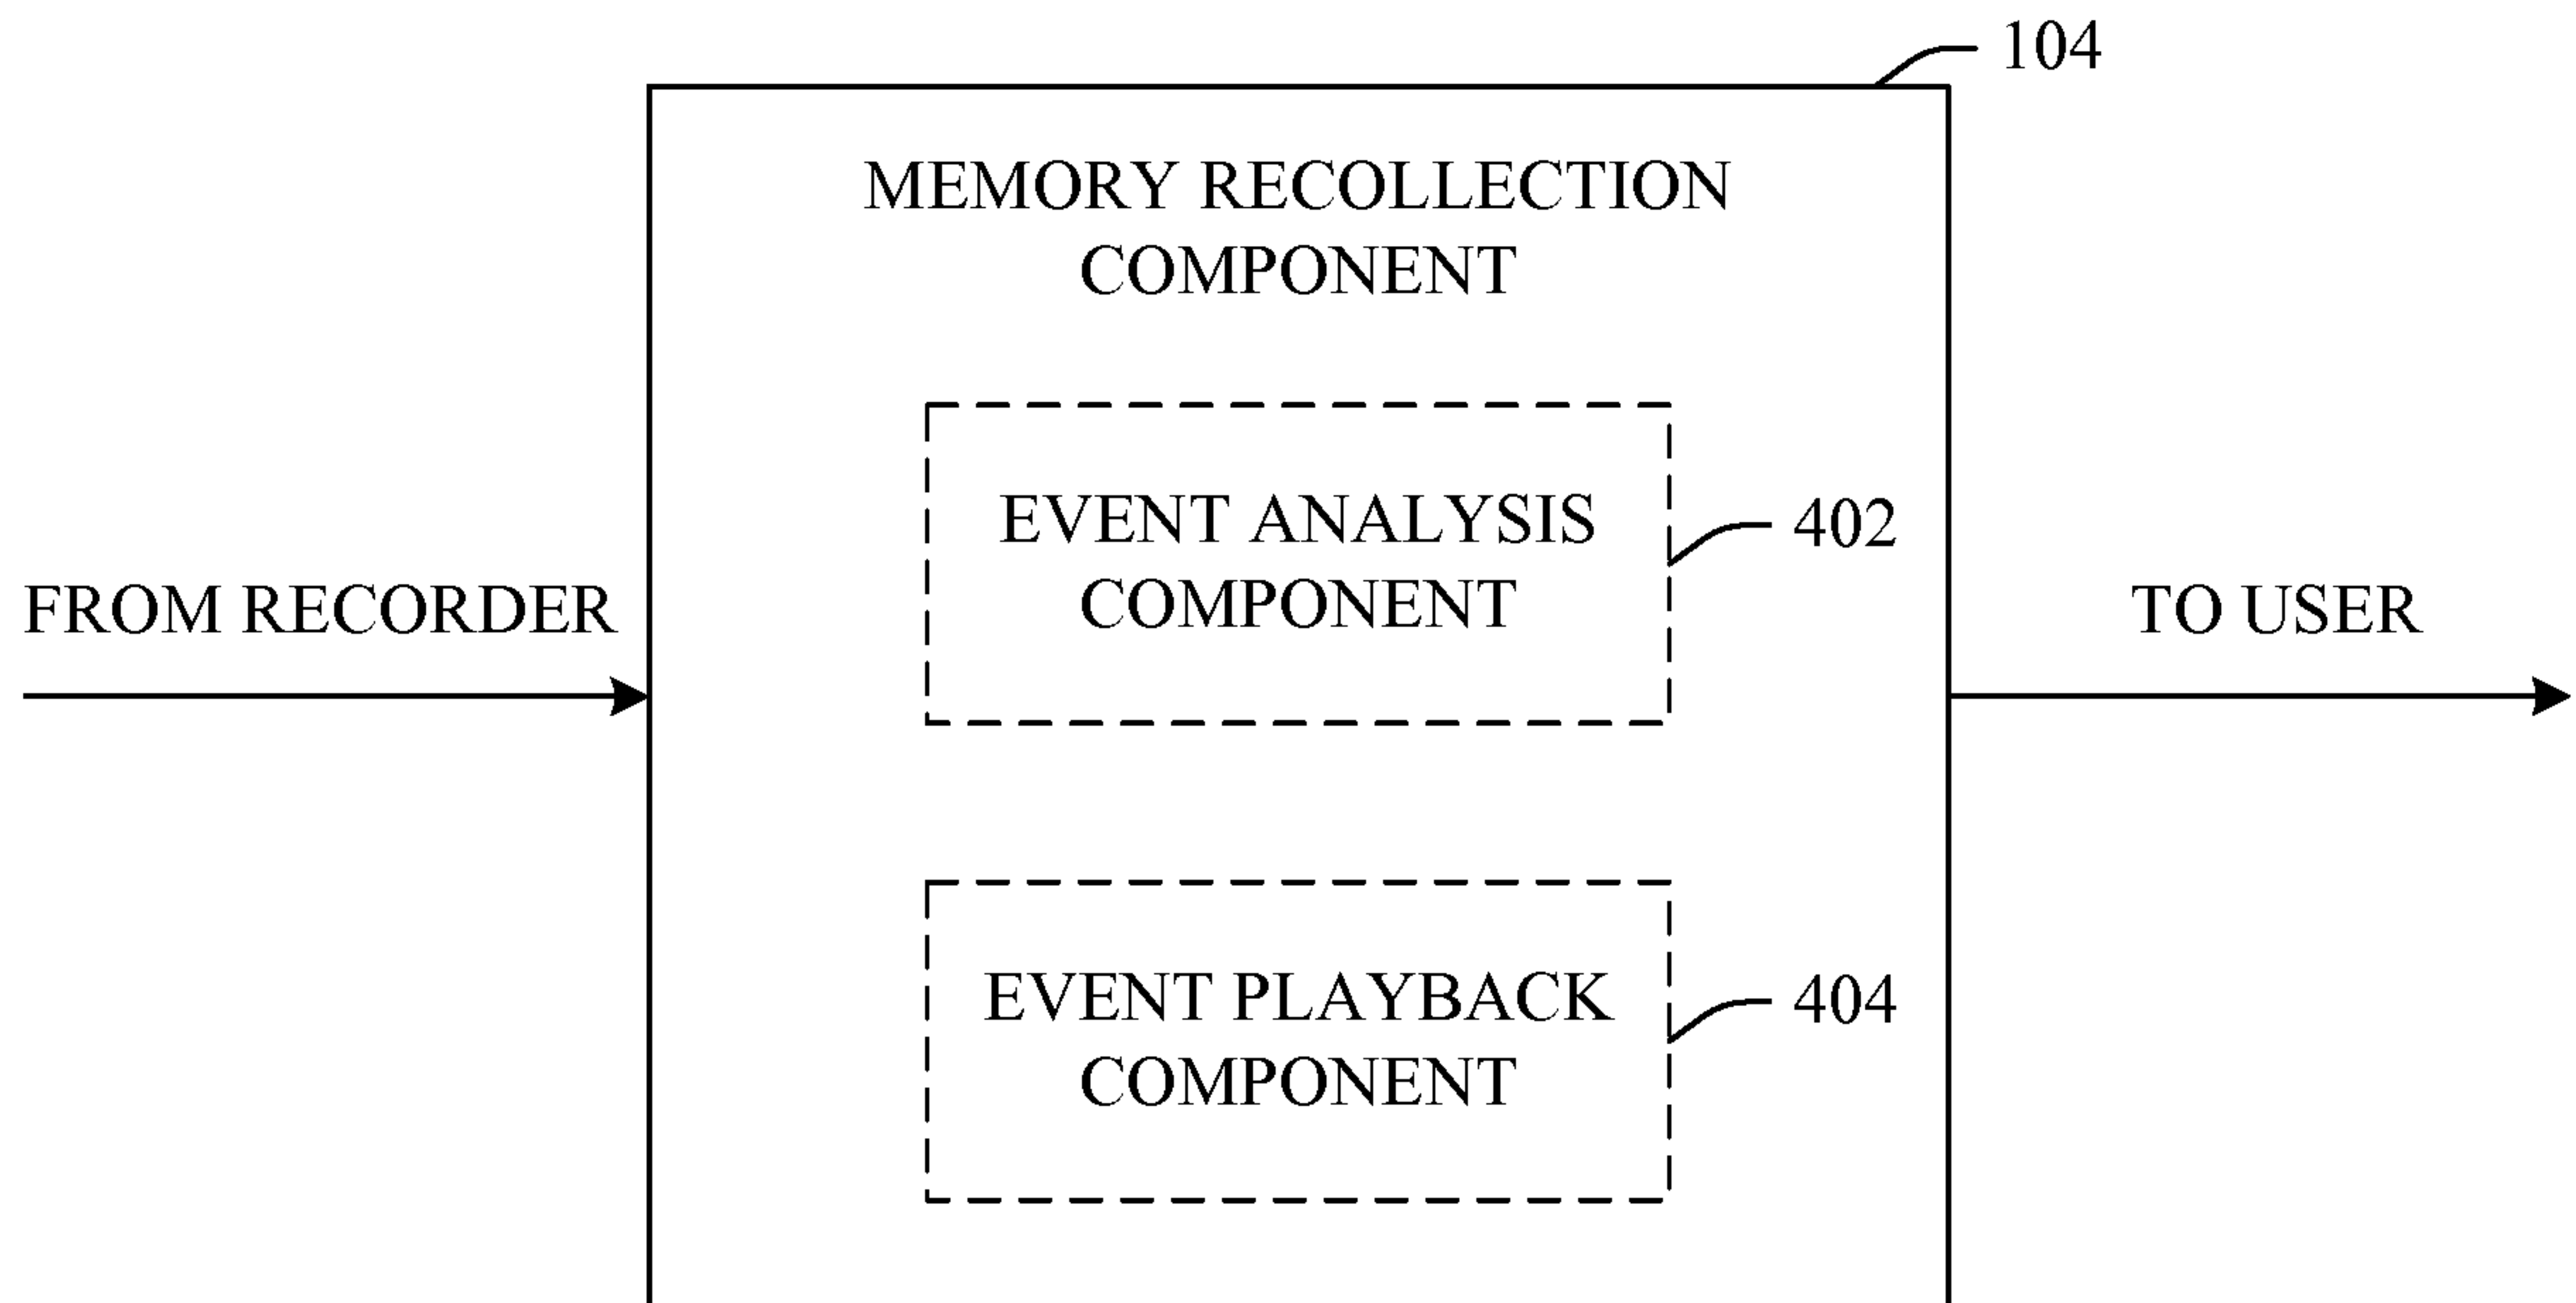 104
MEMORY RECOLLECTION
COMPONENT
EVENT ANALYSIS
COMPONENT
402
FROM RECORDER
TO USER
EVENT PLAYBACK
COMPONENT
404